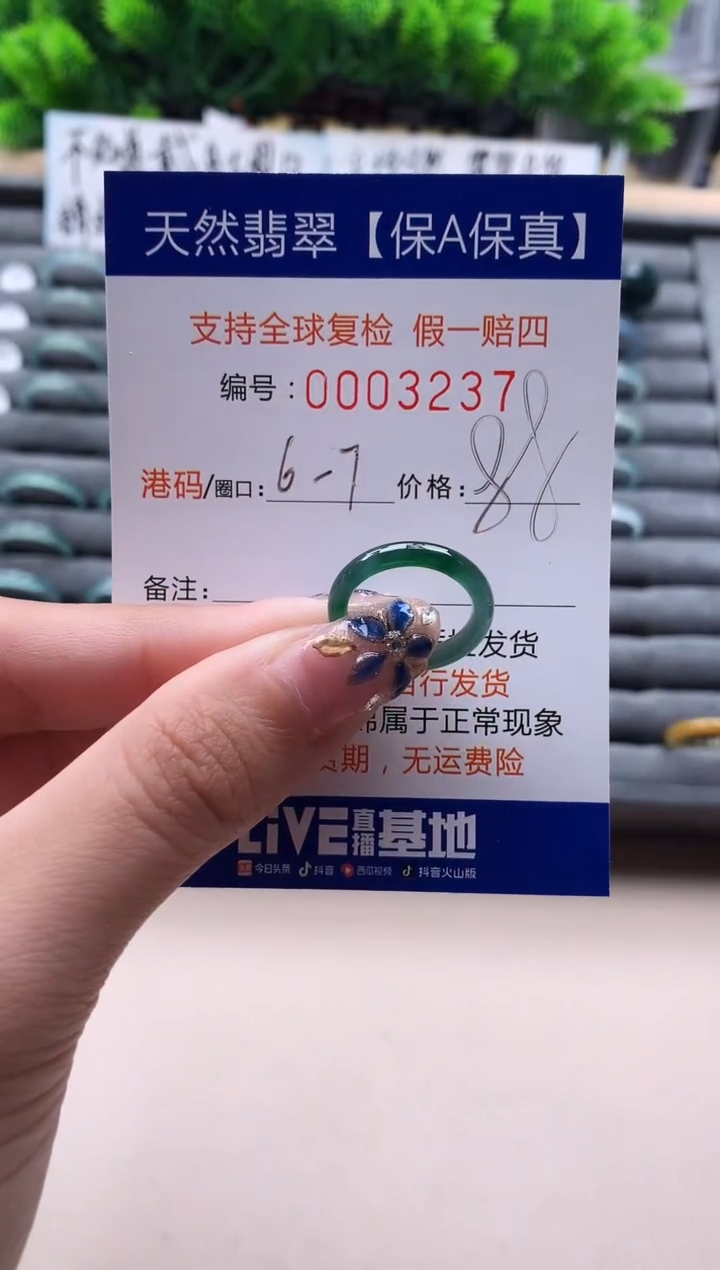 天然翡翠【保A保真】
支持全球复检 假一赔四
编号：0003237
港码/圈口：6-7 价格：88
备注：
发货
自行发货
属于正常现象
期，无运费险
LiVE直播基地
今日头条 抖音 西瓜视频 抖音火山版